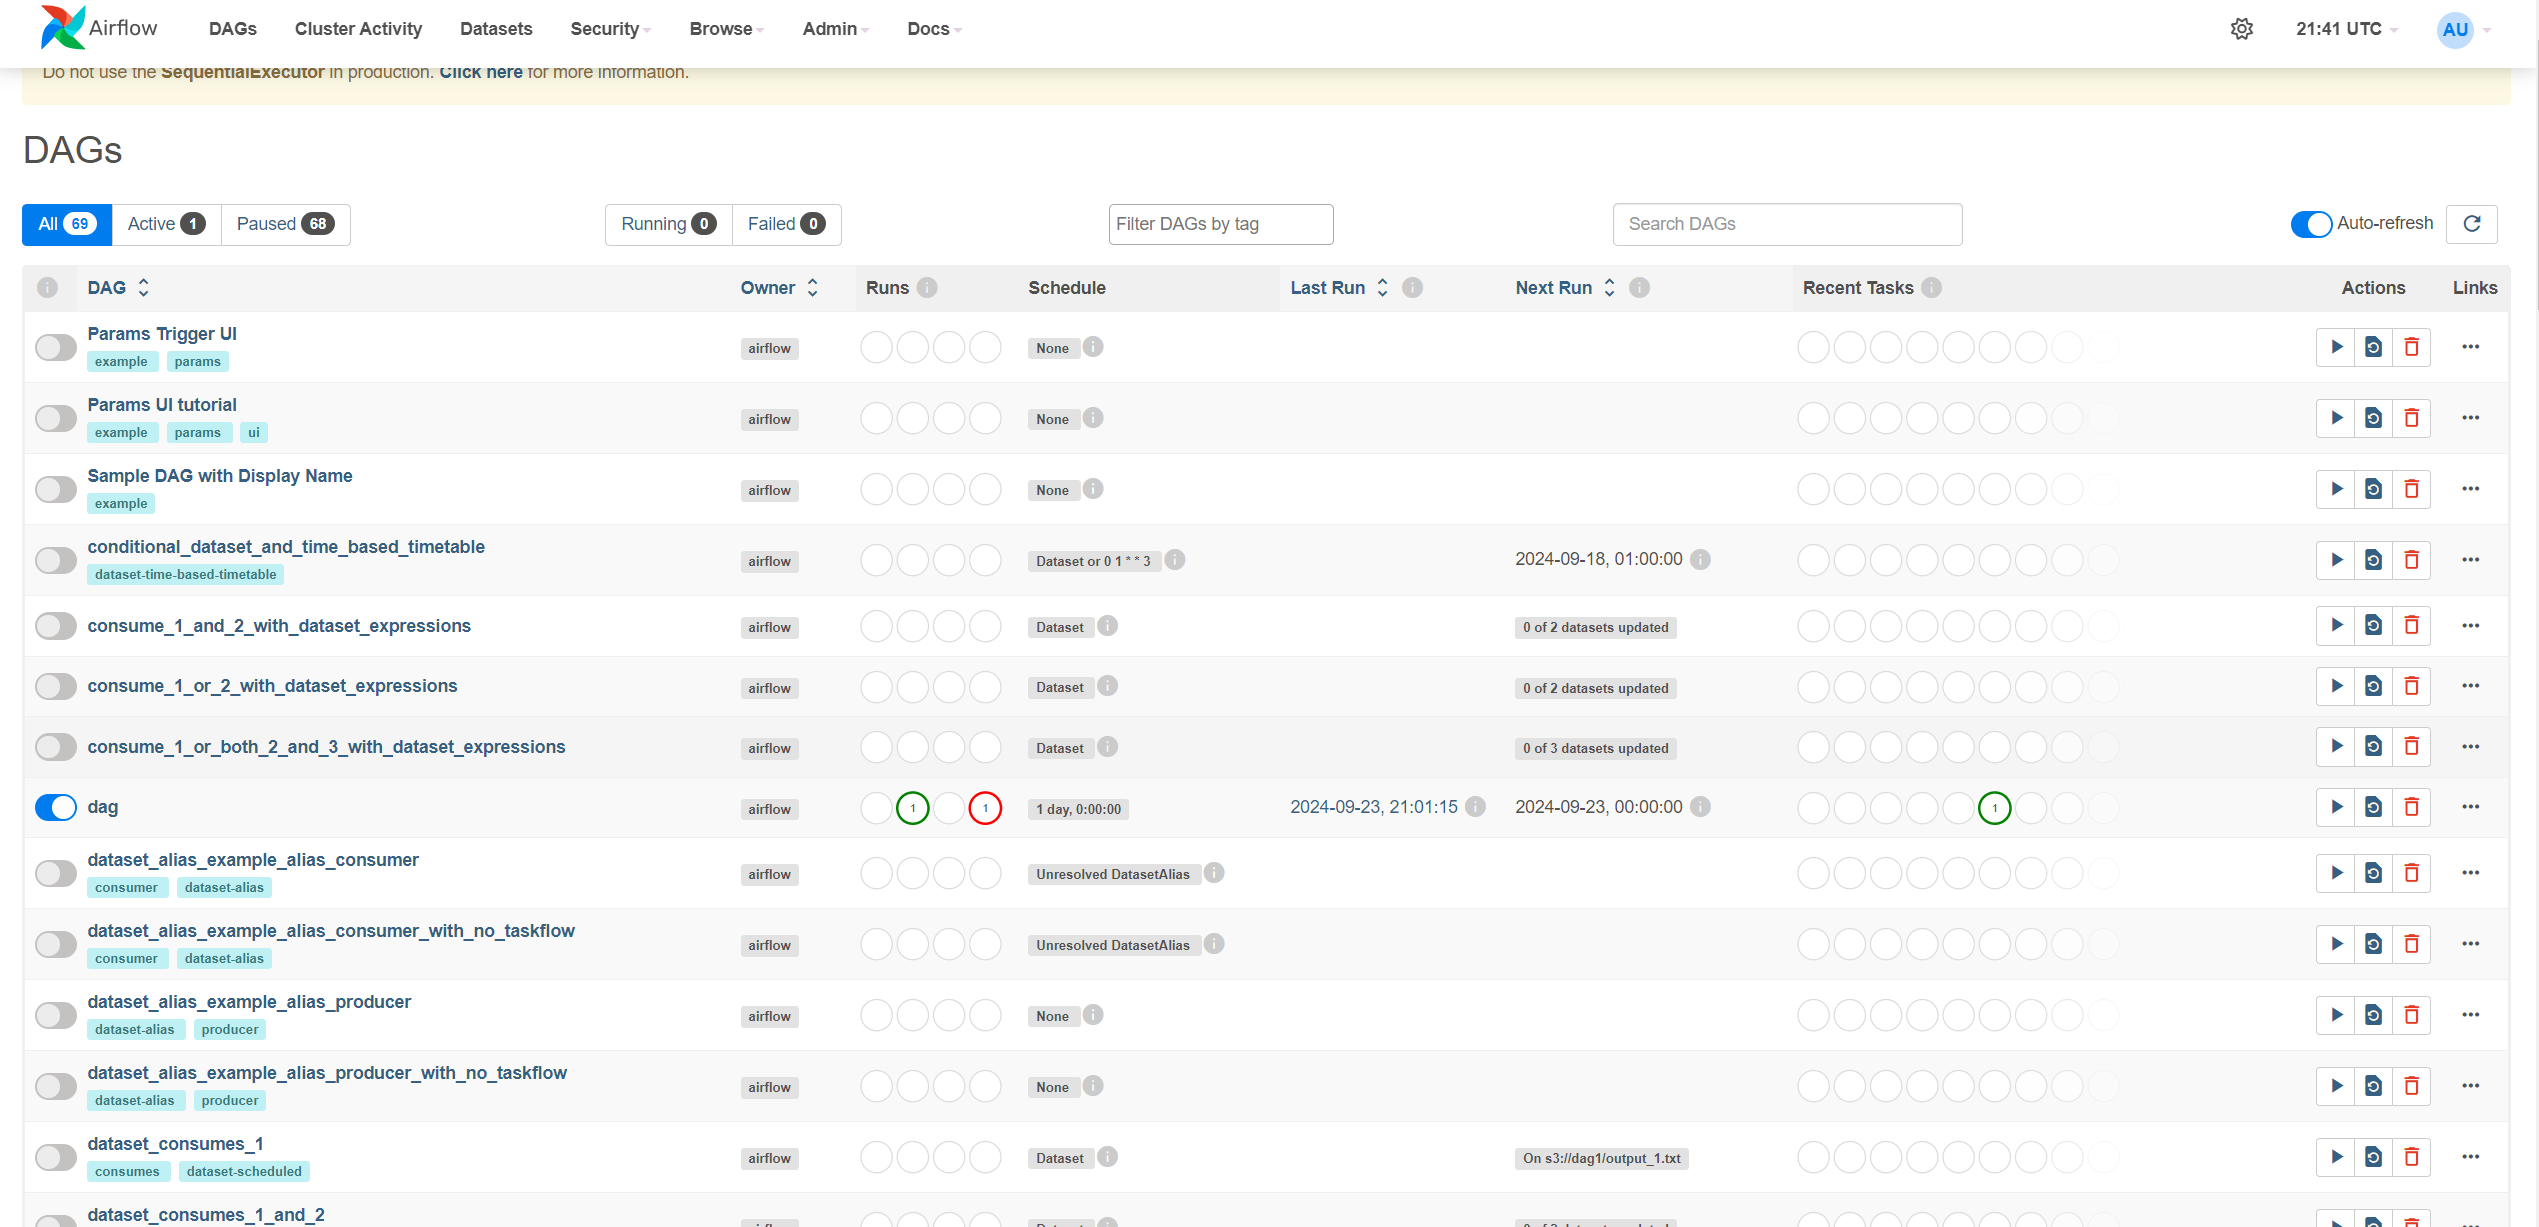 Airflow DAGs Cluster Activity Datasets Security Browse Admin Docs 21:41 UTC AU
Do not use the SequentialExecutor in production. Click here for more information.
DAGs
All 69 Active 1 Paused 68 Running 0 Failed 0 Filter DAGs by tag Search DAGs Auto-refresh
DAG Owner Runs Schedule Last Run Next Run Recent Tasks Actions Links
Params Trigger UI
example params airflow None
Params UI tutorial
example params ui airflow None
Sample DAG with Display Name
example airflow None
conditional_dataset_and_time_based_timetable
dataset-time-based-timetable airflow Dataset or 0 1 * * 3 2024-09-18, 01:00:00
consume_1_and_2_with_dataset_expressions airflow Dataset 0 of 2 datasets updated
consume_1_or_2_with_dataset_expressions airflow Dataset 0 of 2 datasets updated
consume_1_or_both_2_and_3_with_dataset_expressions airflow Dataset 0 of 3 datasets updated
dag airflow 1 1 1 day, 0:00:00 2024-09-23, 21:01:15 2024-09-23, 00:00:00 1
dataset_alias_example_alias_consumer
consumer dataset-alias airflow Unresolved DatasetAlias
dataset_alias_example_alias_consumer_with_no_taskflow
consumer dataset-alias airflow Unresolved DatasetAlias
dataset_alias_example_alias_producer
dataset-alias producer airflow None
dataset_alias_example_alias_producer_with_no_taskflow
dataset-alias producer airflow None
dataset_consumes_1
consumes dataset-scheduled airflow Dataset On s3://dag1/output_1.txt
dataset_consumes_1_and_2